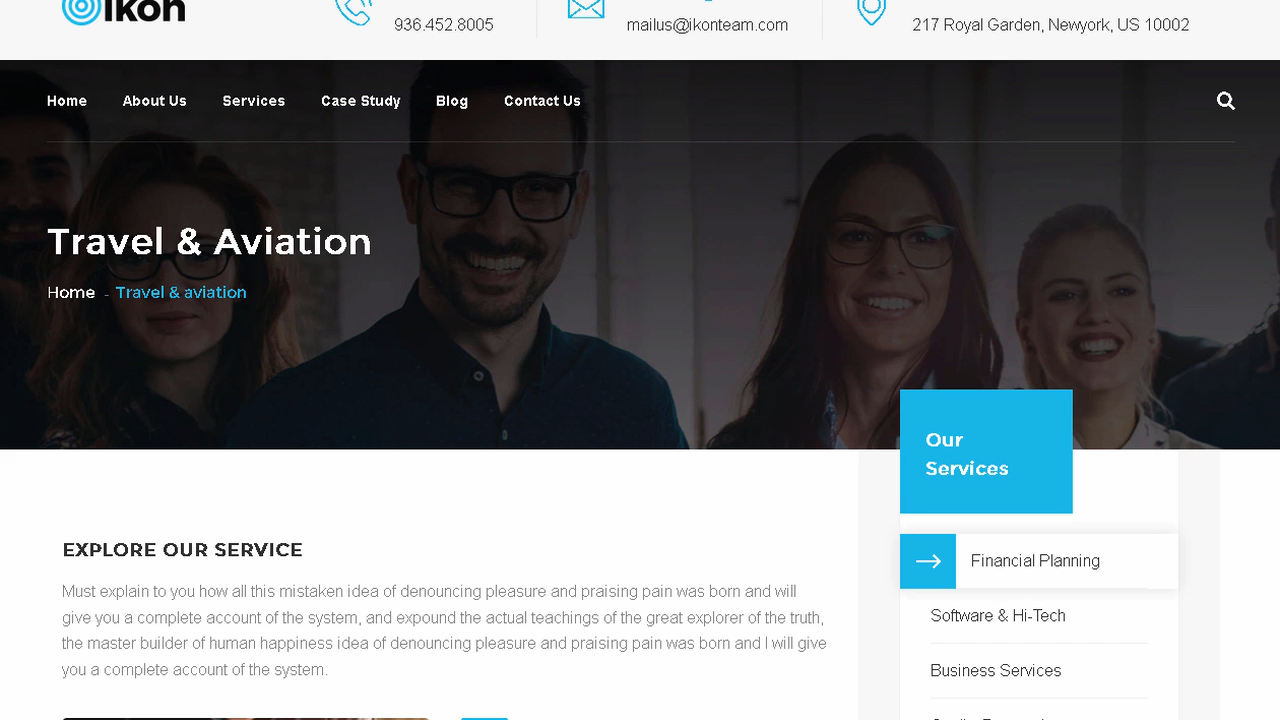 ikon
936.452.8005
mailus@ikonteam.com
217 Royal Garden, Newyork, US 10002
Home About Us Services Case Study Blog Contact Us
Travel & Aviation
Home - Travel & aviation
Our
Services
EXPLORE OUR SERVICE
Must explain to you how all this mistaken idea of denouncing pleasure and praising pain was born and will
give you a complete account of the system, and expound the actual teachings of the great explorer of the truth,
the master builder of human happiness idea of denouncing pleasure and praising pain was born and I will give
you a complete account of the system.
Financial Planning
Software & Hi-Tech
Business Services